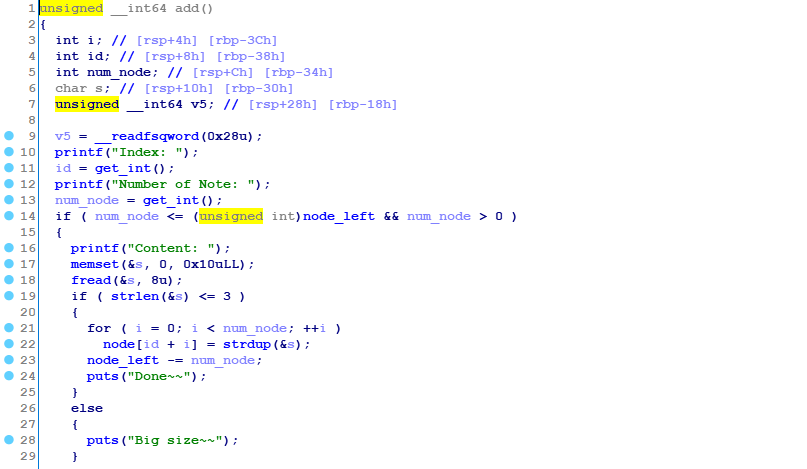 1 unsigned __int64 add()
2 {
3 int i; // [rsp+4h] [rbp-3Ch]
4 int id; // [rsp+8h] [rbp-38h]
5 int num_node; // [rsp+Ch] [rbp-34h]
6 char s; // [rsp+10h] [rbp-30h]
7 unsigned __int64 v5; // [rsp+28h] [rbp-18h]
8
9 v5 = __readfsqword(0x28u);
10 printf("Index: ");
11 id = get_int();
12 printf("Number of Note: ");
13 num_node = get_int();
14 if ( num_node <= (unsigned int)node_left && num_node > 0 )
15 {
16 printf("Content: ");
17 memset(&s, 0, 0x10uLL);
18 fread(&s, 8u);
19 if ( strlen(&s) <= 3 )
20 {
21 for ( i = 0; i < num_node; ++i )
22 node[id + i] = strdup(&s);
23 node_left -= num_node;
24 puts("Done~~");
25 }
26 else
27 {
28 puts("Big size~~");
29 }